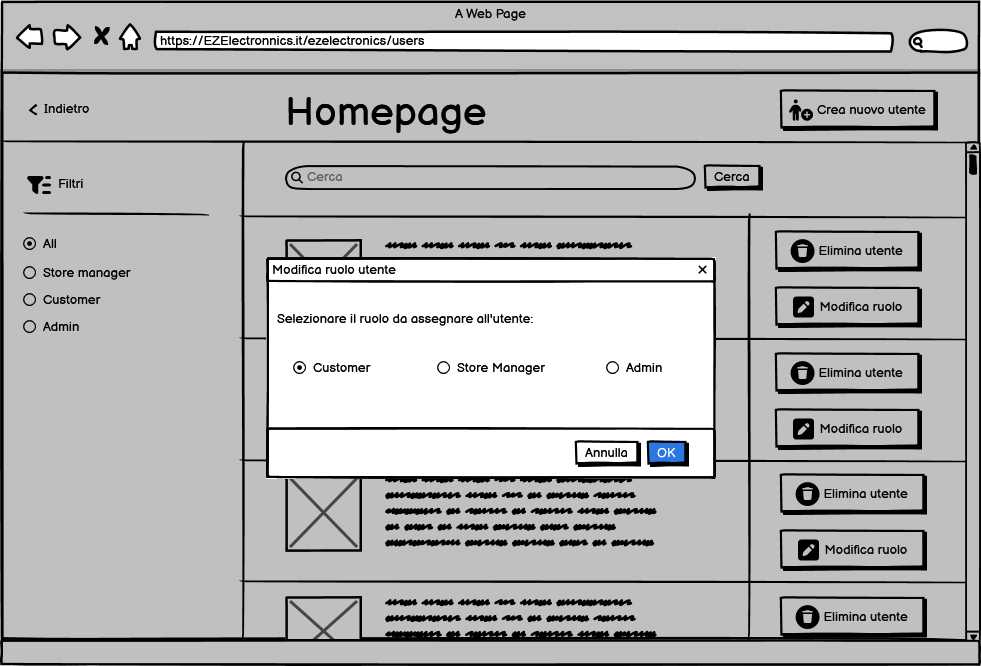 A Web Page
https://EZElectronnics.it/ezelectronics/users
Indietro
Homepage
Crea nuovo utente
Filtri
All
Store manager
Customer
Admin
Cerca
Cerca
Elimina utente
Modifica ruolo
Elimina utente
Modifica ruolo
Elimina utente
Modifica ruolo
Elimina utente
Modifica ruolo utente
Selezionare il ruolo da assegnare all'utente:
Customer
Store Manager
Admin
Annulla
OK